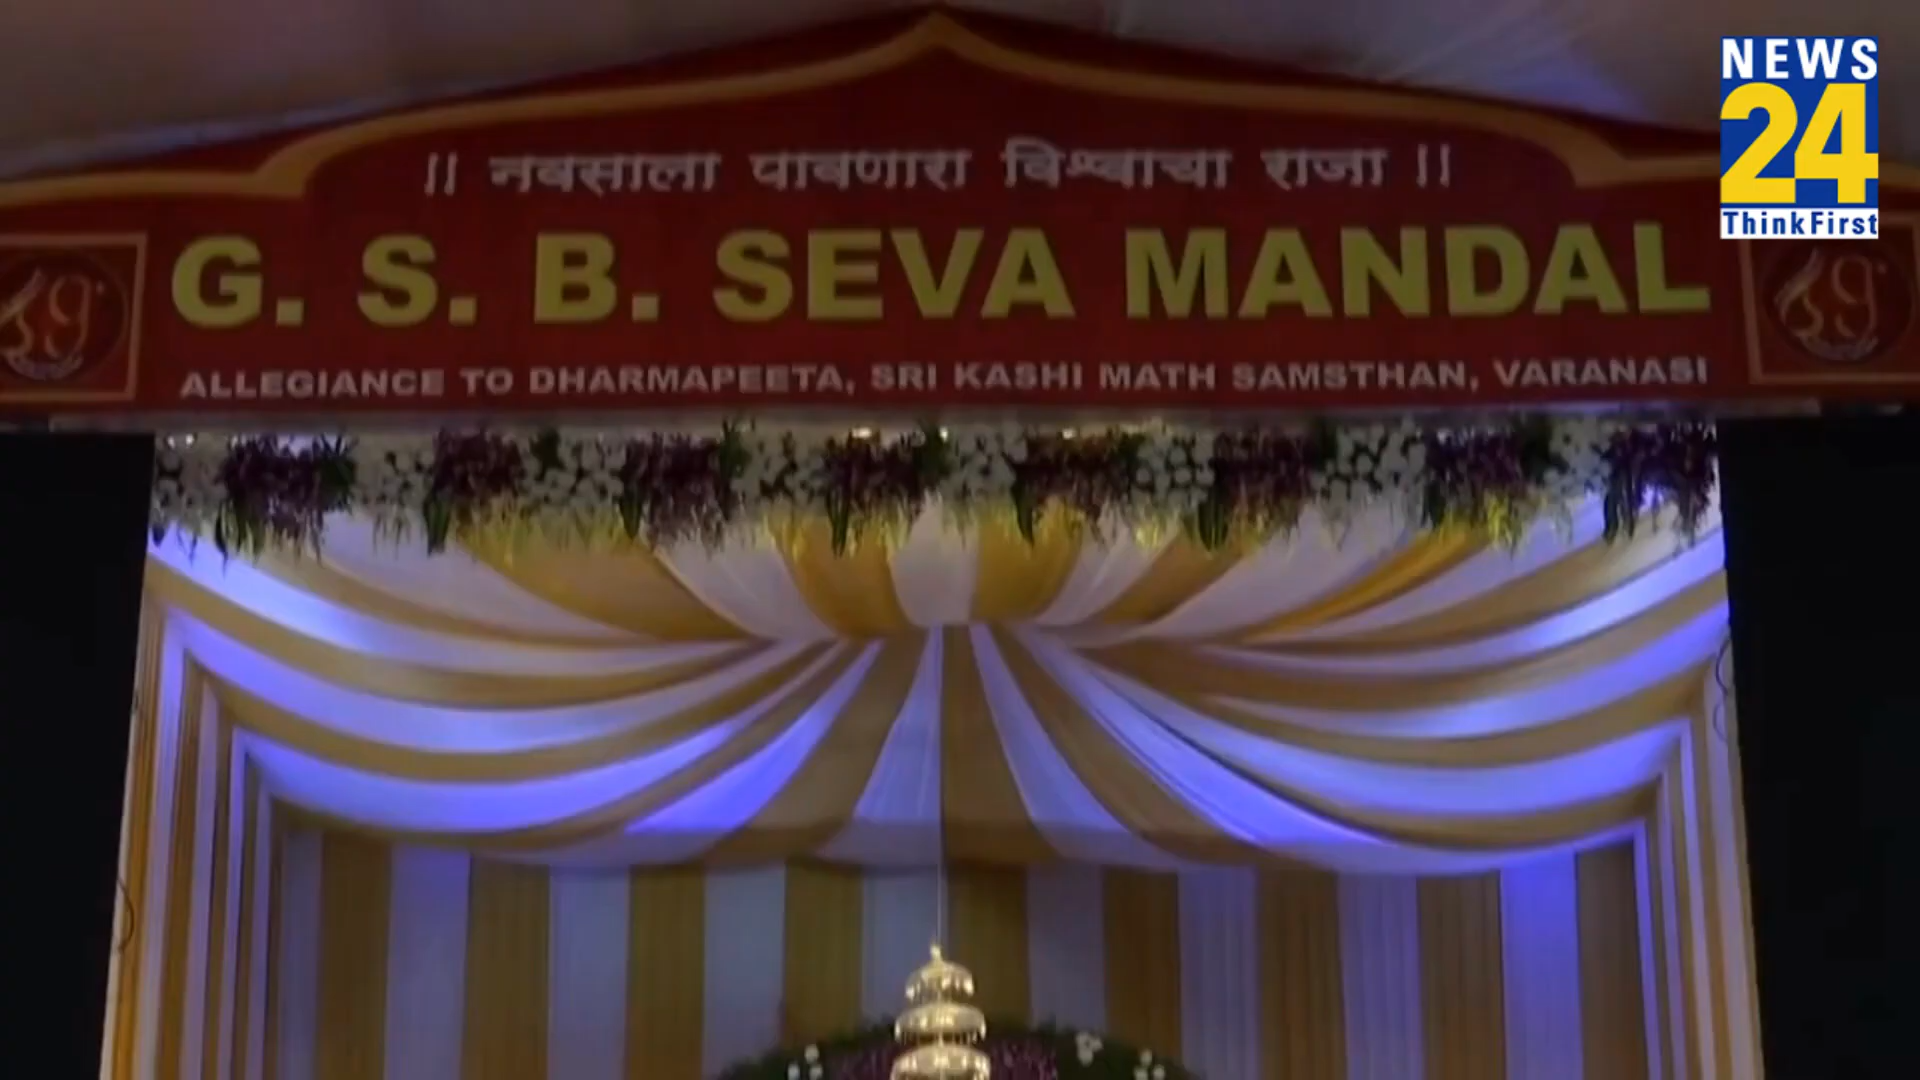 || नवसाला पावणारा विश्वाचा राजा ||
G. S. B. SEVA MANDAL
ALLEGIANCE TO DHARMAPEETA, SRI KASHI MATH SAMSTHAN, VARANASI
NEWS
24
ThinkFirst